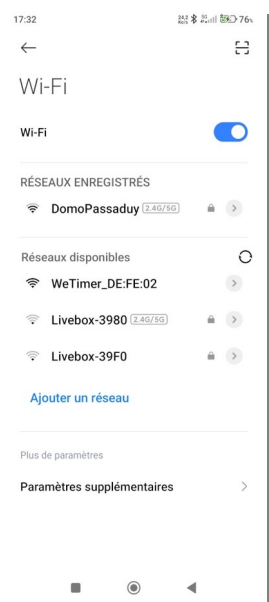 17:32
76%
Wi-Fi
Wi-Fi
RÉSEAUX ENREGISTRÉS
DomoPassaduy 2.4G/5G
Réseaux disponibles
WeTimer_DE:FE:02
Livebox-3980 2.4G/5G
Livebox-39F0
Ajouter un réseau
Plus de paramètres
Paramètres supplémentaires